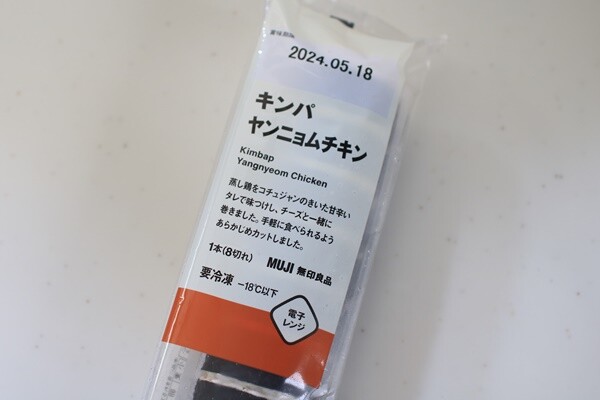 賞味期限
2024.05.18
キンパ
ヤンニョムチキン
Kimbap
Yangnyeom Chicken
蒸し鶏をコチュジャンのきいた甘辛い
タレで味つけし、チーズと一緒に
巻きました。手軽に食べられるよう
あらかじめカットしました。
1本(8切れ) MUJI 無印良品
要冷凍 -18℃以下
電子
レンジ